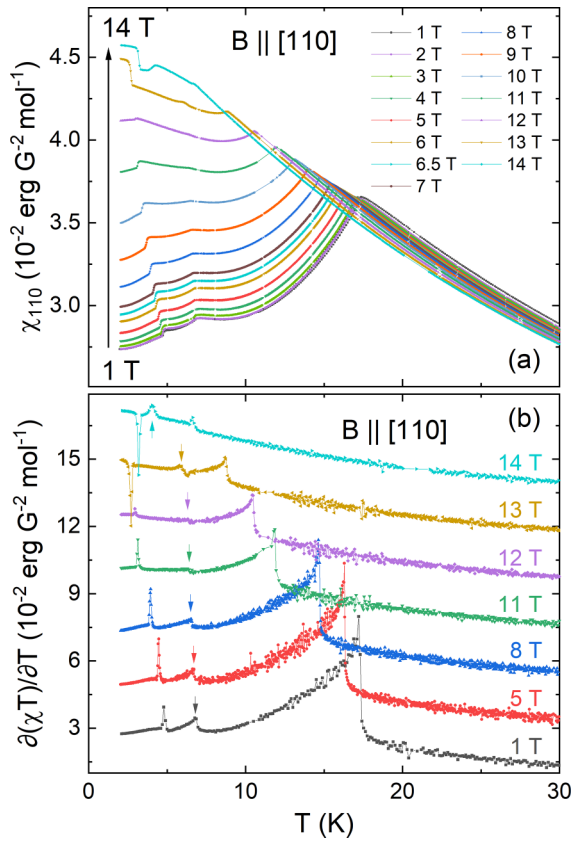 14 T
B || [110]
1 T
2 T
3 T
4 T
5 T
6 T
6.5 T
7 T
8 T
9 T
10 T
11 T
12 T
13 T
14 T
4.5
4.0
3.5
3.0
χ₁₁₀ (10⁻² erg G⁻² mol⁻¹)
1 T
(a)
B || [110]
(b)
14 T
13 T
12 T
11 T
8 T
5 T
1 T
15
12
9
6
3
∂(χT)/∂T (10⁻² erg G⁻² mol⁻¹)
0
10
20
30
T (K)